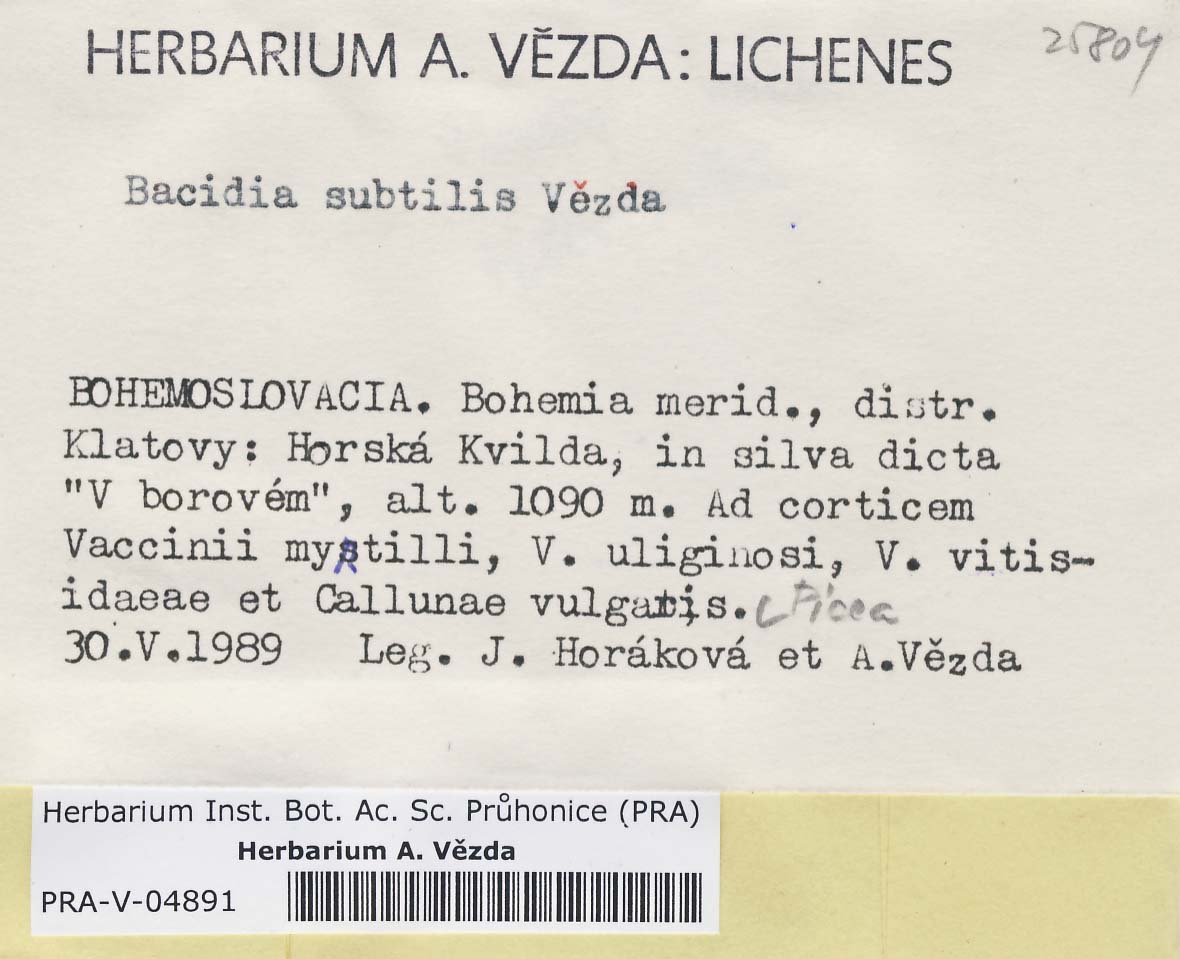 HERBARIUM A. VĚZDA: LICHENES
25804
Bacidia subtilis Vězda
BOHEMOSLOVACIA. Bohemia merid., distr.
Klatovy: Horská Kvilda, in silva dicta
"V borovém", alt. 1090 m. Ad corticem
Vaccinii myrtilli, V. uliginosi, V. vitis-
idaeae et Callunae vulgaris. Picea
30.V.1989 Leg. J. Horáková et A.Vězda
Herbarium Inst. Bot. Ac. Sc. Průhonice (PRA)
Herbarium A. Vězda
PRA-V-04891